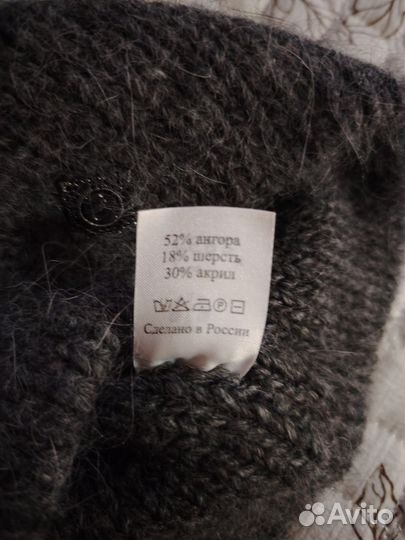 52% ангора
18% шерсть
30% акрил
Сделано в России
Avito